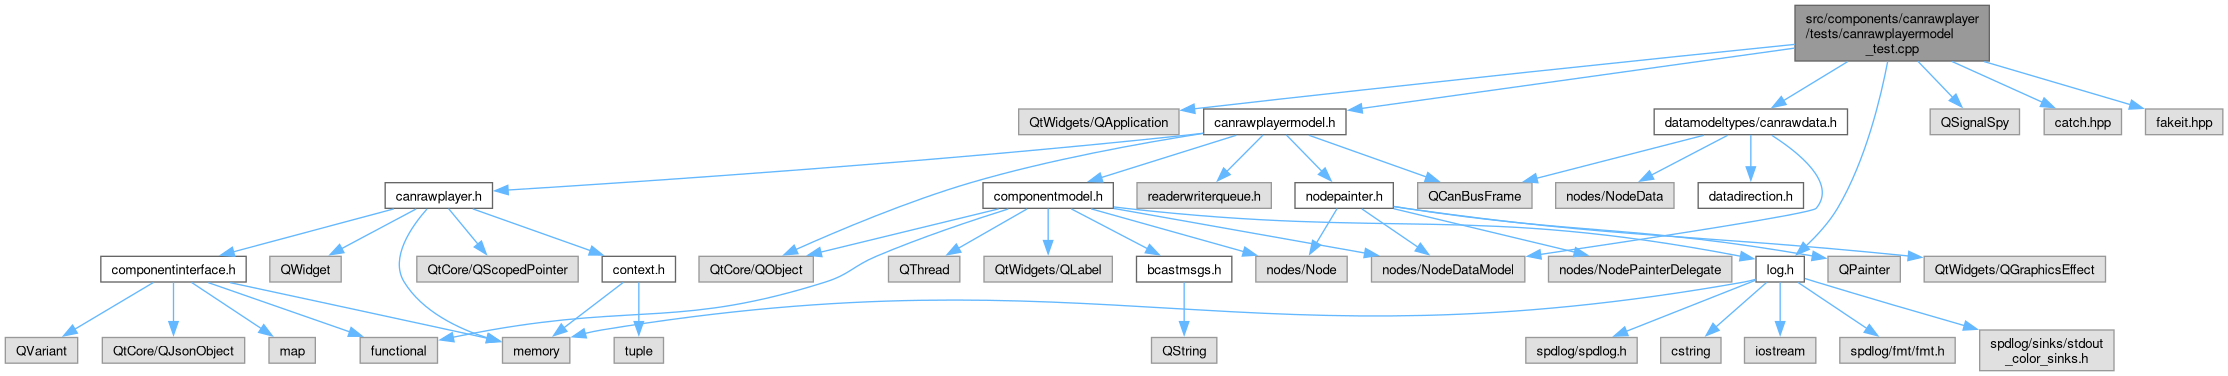 src/components/canrawplayer
/tests/canrawplayermodel
_test.cpp
QtWidgets/QApplication
canrawplayermodel.h
datamodeltypes/canrawdata.h
QSignalSpy
catch.hpp
fakeit.hpp
canrawplayer.h
componentmodel.h
readerwriterqueue.h
nodepainter.h
QCanBusFrame
nodes/NodeData
datadirection.h
componentinterface.h
QWidget
QtCore/QScopedPointer
context.h
QtCore/QObject
QThread
QtWidgets/QLabel
bcastmsgs.h
nodes/Node
nodes/NodeDataModel
nodes/NodePainterDelegate
log.h
QPainter
QtWidgets/QGraphicsEffect
QVariant
QtCore/QJsonObject
map
functional
memory
tuple
QString
spdlog/spdlog.h
cstring
iostream
spdlog/fmt/fmt.h
spdlog/sinks/stdout
_color_sinks.h